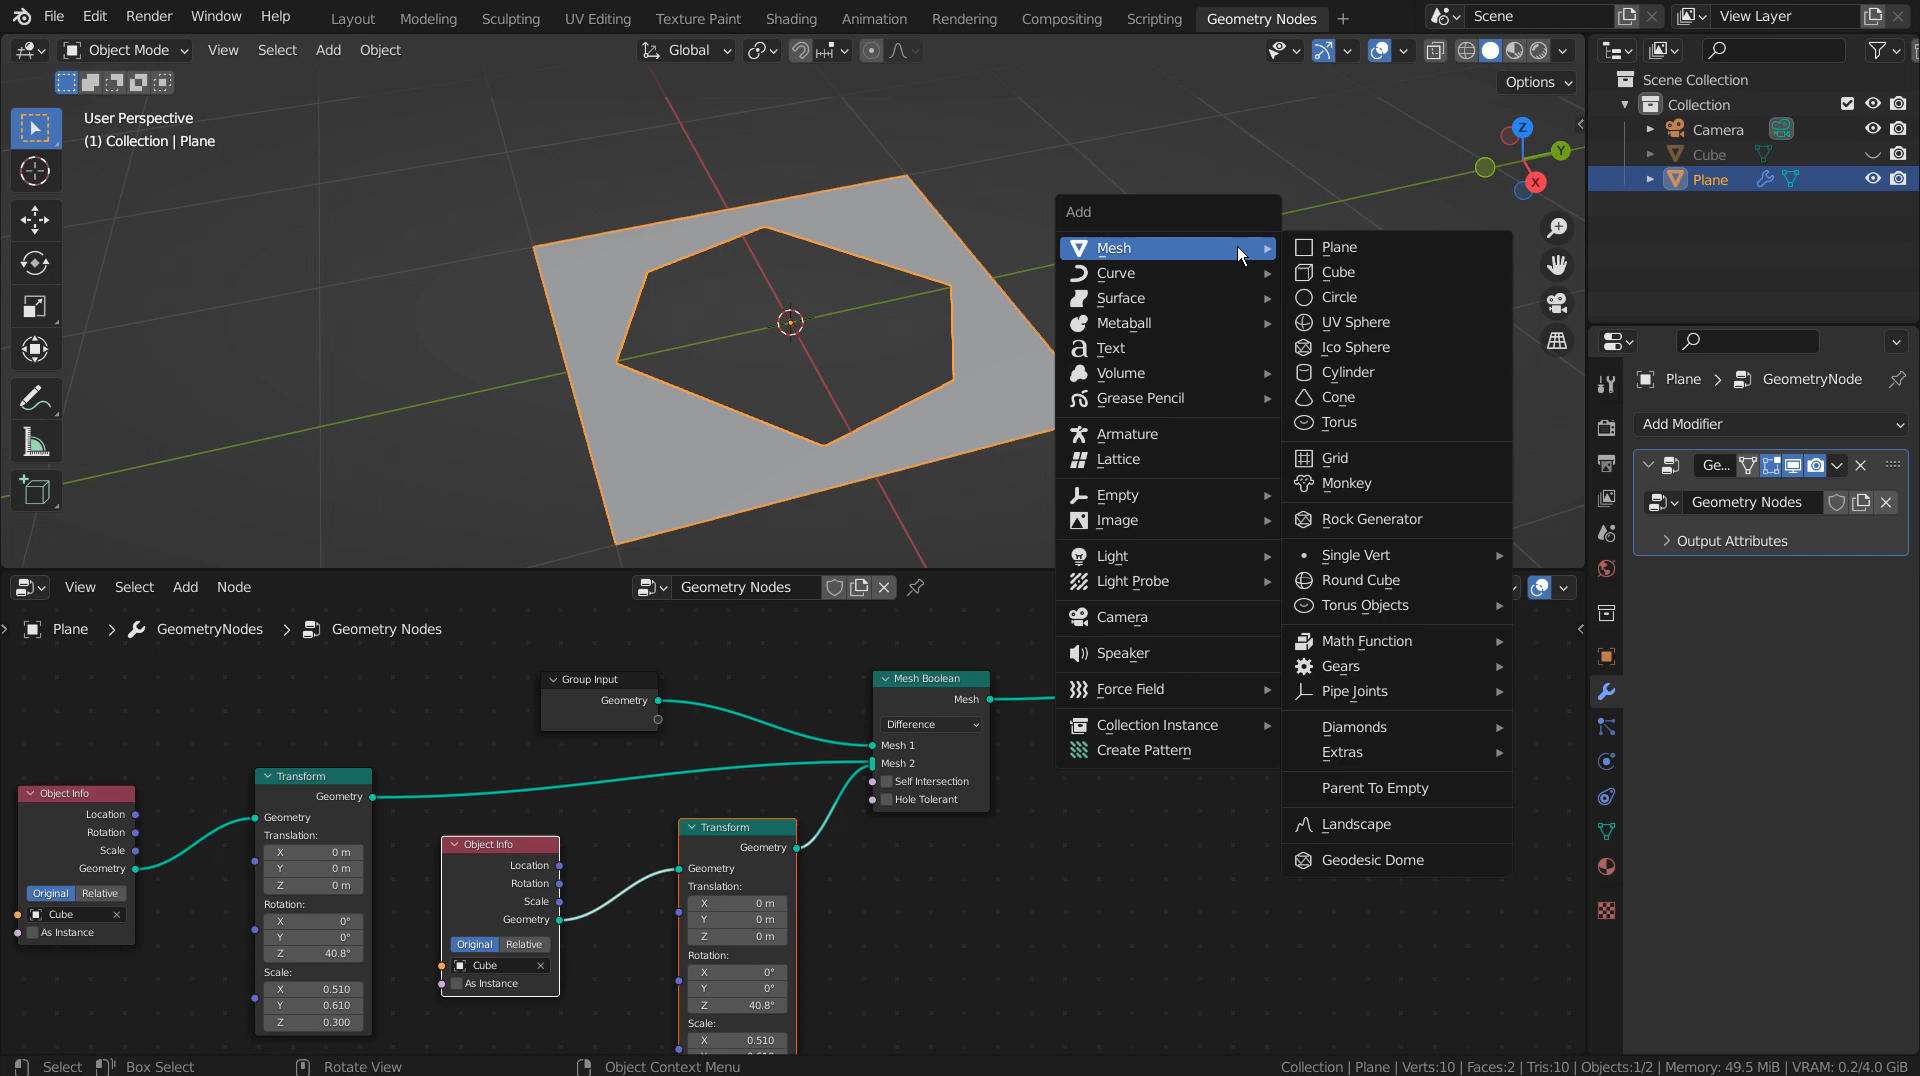 File Edit Render Window Help
Layout Modeling Sculpting UV Editing Texture Paint Shading Animation Rendering Compositing Scripting Geometry Nodes +
Scene
View Layer
Object Mode View Select Add Object
Global
Options
User Perspective
(1) Collection | Plane
Z
Y
X
Scene Collection
Collection
Camera
Cube
Plane
Add
Mesh
Curve
Surface
Metaball
Text
Volume
Grease Pencil
Armature
Lattice
Empty
Image
Light
Light Probe
Camera
Speaker
Force Field
Collection Instance
Create Pattern
Plane
Cube
Circle
UV Sphere
Ico Sphere
Cylinder
Cone
Torus
Grid
Monkey
Rock Generator
Single Vert
Round Cube
Torus Objects
Math Function
Gears
Pipe Joints
Diamonds
Extras
Parent To Empty
Landscape
Geodesic Dome
Plane > GeometryNode
Add Modifier
Ge...
Geometry Nodes
Output Attributes
View Select Add Node
Geometry Nodes
Plane > GeometryNodes > Geometry Nodes
Object Info
Location
Rotation
Scale
Geometry
Original Relative
Cube
As Instance
Transform
Geometry
Geometry
Translation:
X 0 m
Y 0 m
Z 0 m
Rotation:
X 0°
Y 0°
Z 40.8°
Scale:
X 0.510
Y 0.610
Z 0.300
Group Input
Geometry
Object Info
Location
Rotation
Scale
Geometry
Original Relative
Cube
As Instance
Transform
Geometry
Geometry
Translation:
X 0 m
Y 0 m
Z 0 m
Rotation:
X 0°
Y 0°
Z 40.8°
Scale:
X 0.510
Mesh Boolean
Mesh
Difference
Mesh 1
Mesh 2
Self Intersection
Hole Tolerant
Select Box Select Rotate View Object Context Menu
Collection | Plane | Verts:10 | Faces:2 | Tris:10 | Objects:1/2 | Memory: 49.5 MiB | VRAM: 0.2/4.0 GiB